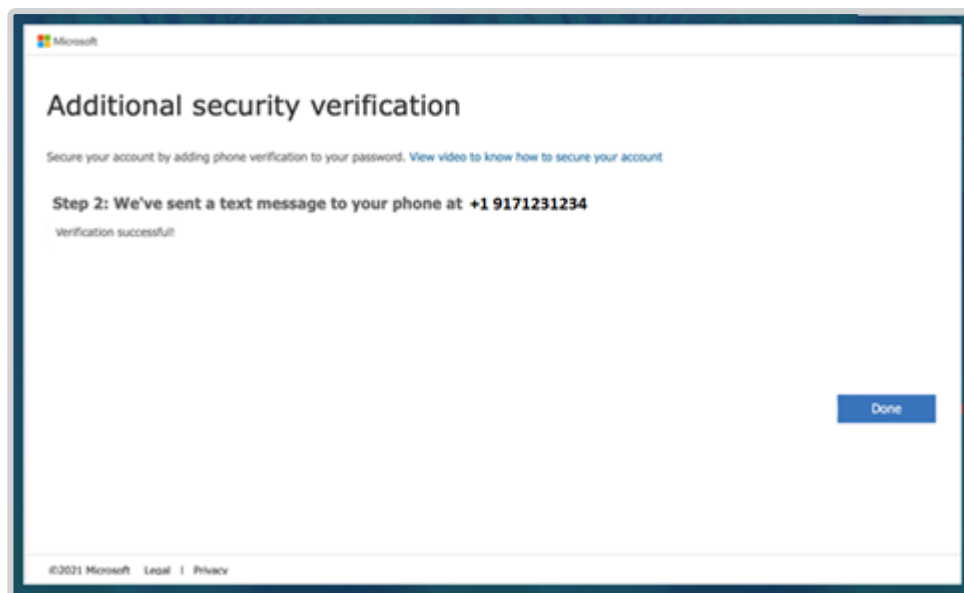 Microsoft
Additional security verification
Secure your account by adding phone verification to your password. View video to know how to secure your account
Step 2: We've sent a text message to your phone at +1 9171231234
Verification successful!
Done
©2021 Microsoft Legal | Privacy